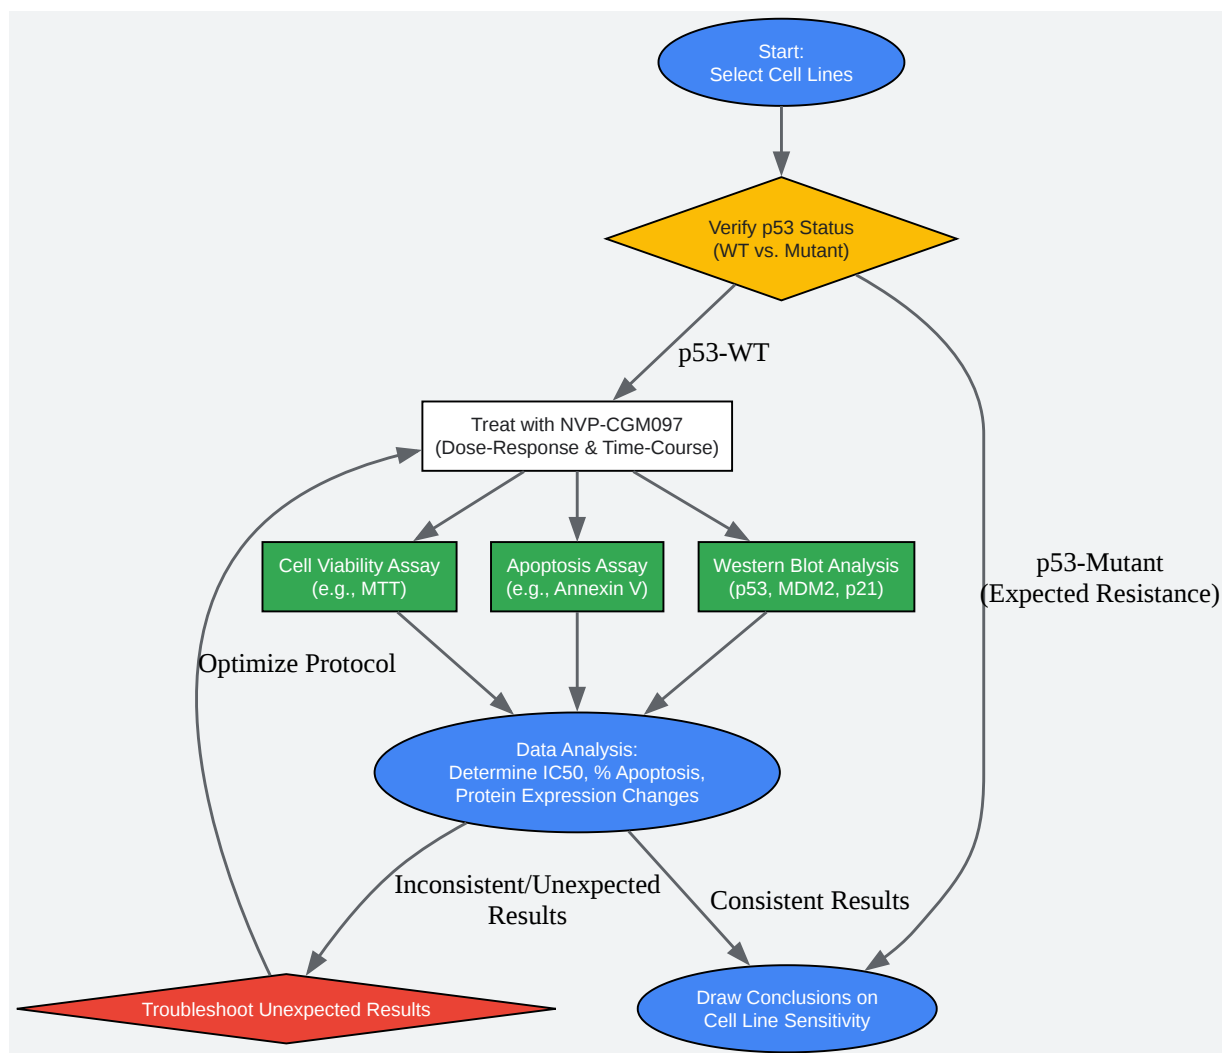 Start:
Select Cell Lines
Verify p53 Status
(WT vs. Mutant)
p53-WT
Treat with NVP-CGM097
(Dose-Response & Time-Course)
Cell Viability Assay
(e.g., MTT)
Apoptosis Assay
(e.g., Annexin V)
Western Blot Analysis
(p53, MDM2, p21)
p53-Mutant
(Expected Resistance)
Optimize Protocol
Data Analysis:
Determine IC50, % Apoptosis,
Protein Expression Changes
Inconsistent/Unexpected
Results
Consistent Results
Troubleshoot Unexpected Results
Draw Conclusions on
Cell Line Sensitivity